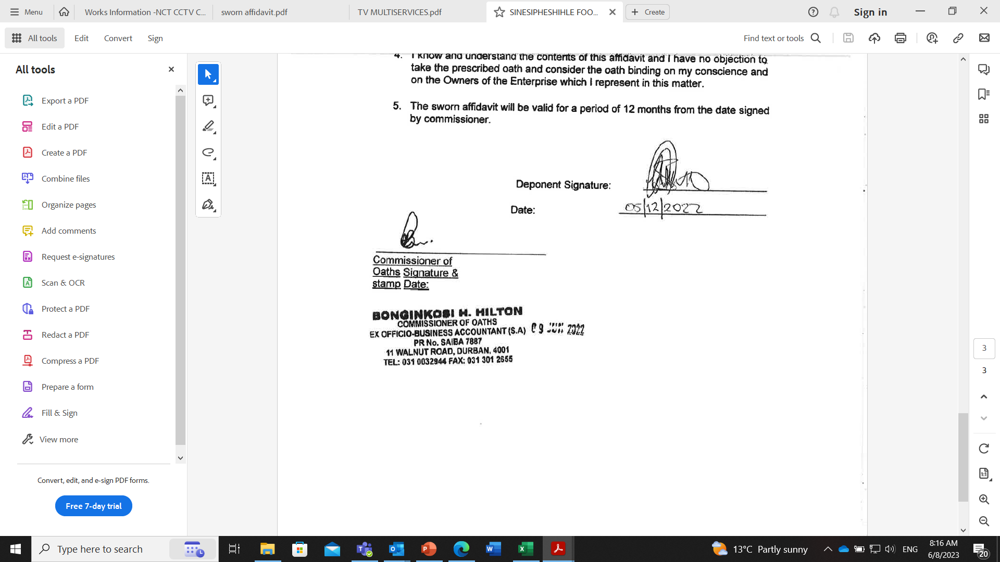 Menu
Works Information -NCT CCTV C...
sworn affidavit.pdf
TV MULTISERVICES.pdf
SINESIPHESHIHLE FOO...
Create
Sign in
All tools
Edit
Convert
Sign
Find text or tools
All tools
Export a PDF
Edit a PDF
Create a PDF
Combine files
Organize pages
Add comments
Request e-signatures
Scan & OCR
Protect a PDF
Redact a PDF
Compress a PDF
Prepare a form
Fill & Sign
View more
Convert, edit, and e-sign PDF forms.
Free 7-day trial
4. I know and understand the contents of this affidavit and I have no objection to
take the prescribed oath and consider the oath binding on my conscience and
on the Owners of the Enterprise which I represent in this matter.
5. The sworn affidavit will be valid for a period of 12 months from the date signed
by commissioner.
Deponent Signature:
Date: 05/12/2022
Commissioner of
Oaths Signature &
stamp Date:
BONGINKOSI H. HILTON
COMMISSIONER OF OATHS
EX OFFICIO-BUSINESS ACCOUNTANT (S.A) 09 JUN 2022
PR No. SAIBA 7887
11 WALNUT ROAD, DURBAN, 4001
TEL: 031 0032944 FAX: 031 301 2655
3
3
Type here to search
13°C Partly sunny
ENG
8:16 AM
6/8/2023
20